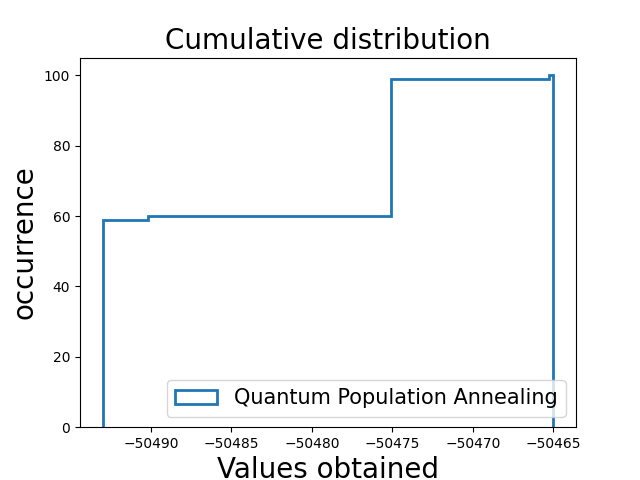 Cumulative distribution
occurrence
100
80
60
40
20
0
−50490 −50485 −50480 −50475 −50470 −50465
Values obtained
Quantum Population Annealing